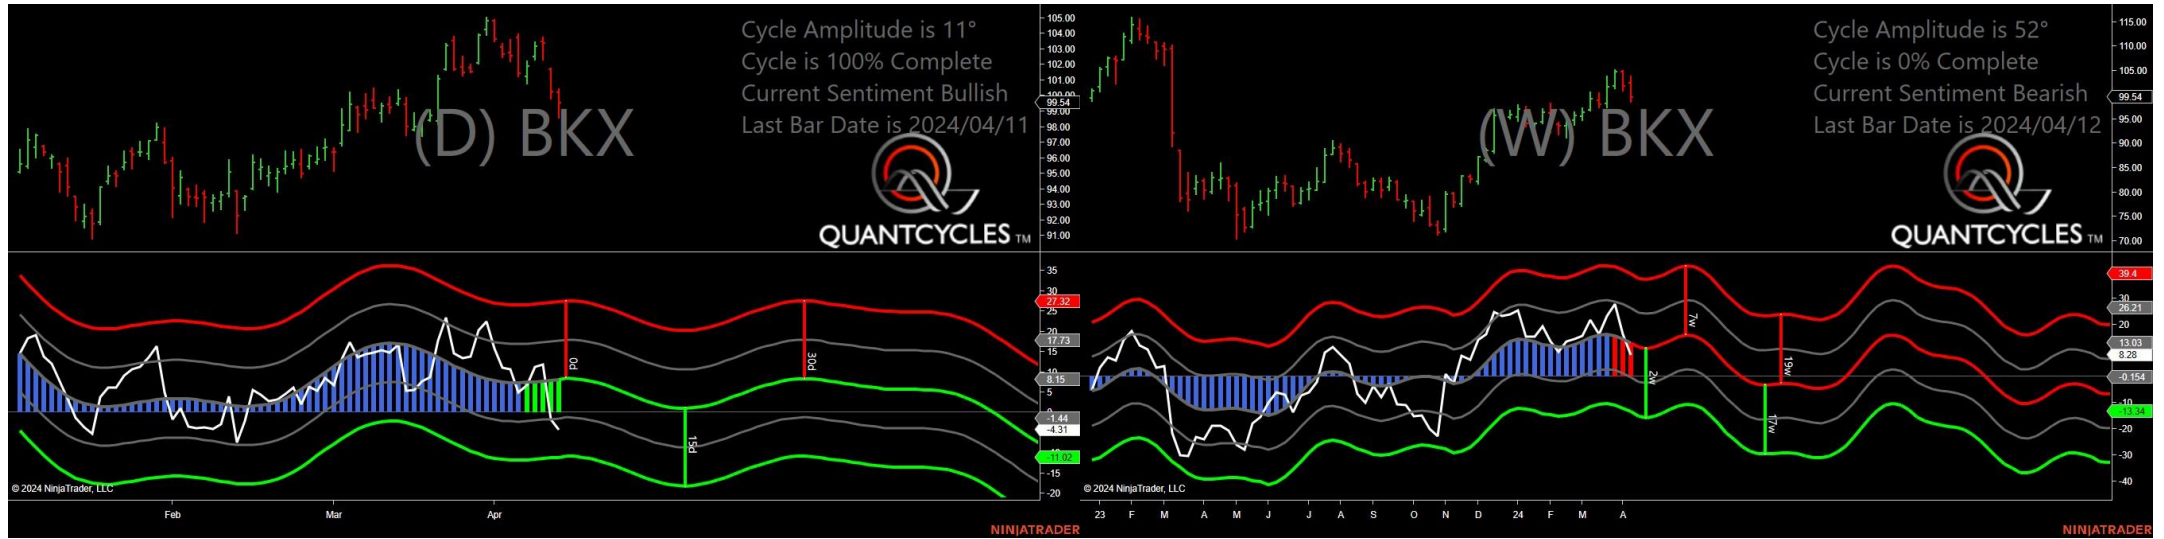 Cycle Amplitude is 11°
Cycle is 100% Complete
Current Sentiment Bullish
Last Bar Date is 2024/04/11
(D) BKX
QUANTCYCLES TM
105.00
104.00
103.00
102.00
101.00
100.00
99.54
99.00
98.00
97.00
96.00
95.00
94.00
93.00
92.00
91.00
35
30
27.32
25
20
17.73
15
10
8.15
5
-1.44
-4.31
-11.02
-15
-20
0d
15d
30d
© 2024 NinjaTrader, LLC
Feb
Mar
Apr
NINJATRADER
Cycle Amplitude is 52°
Cycle is 0% Complete
Current Sentiment Bearish
Last Bar Date is 2024/04/12
(W) BKX
QUANTCYCLES TM
115.00
110.00
105.00
99.54
95.00
90.00
85.00
80.00
75.00
70.00
39.4
30
26.21
20
13.03
8.28
-0.154
-10
-13.34
-20
-30
-40
2w
7w
17w
19w
© 2024 NinjaTrader, LLC
23
F
M
A
M
J
J
A
S
O
N
D
24
F
M
A
NINJATRADER